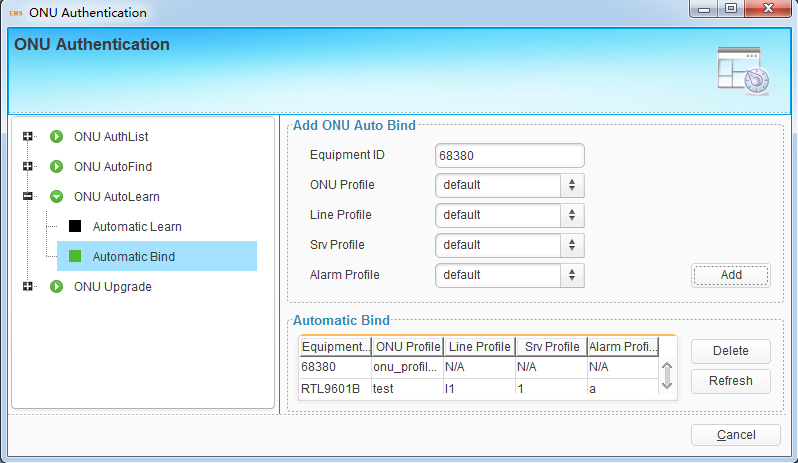 EMS ONU Authentication
ONU Authentication
ONU AuthList
ONU AutoFind
ONU AutoLearn
Automatic Learn
Automatic Bind
ONU Upgrade
Add ONU Auto Bind
Equipment ID 68380
ONU Profile default
Line Profile default
Srv Profile default
Alarm Profile default
Add
Automatic Bind
Equipment... ONU Profile Line Profile Srv Profile Alarm Profi...
68380 onu_profil... N/A N/A N/A
RTL9601B test l1 1 a
Delete
Refresh
Cancel